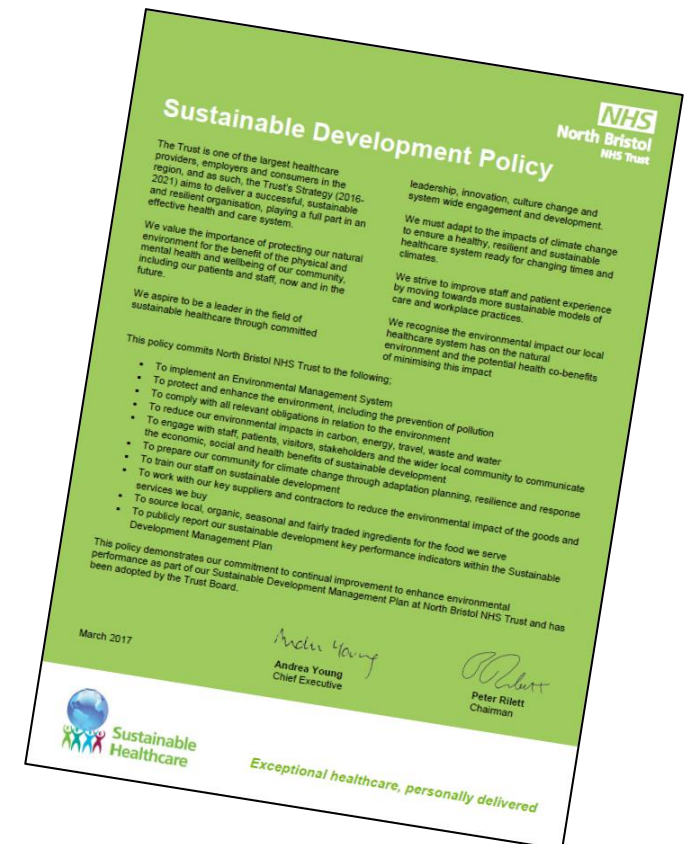 NHS
North Bristol
NHS Trust
Sustainable Development Policy
The Trust is one of the largest healthcare
providers, employers and consumers in the
region, and as such, the Trust's Strategy (2016-
2021) aims to deliver a successful, sustainable
and resilient organisation, playing a full part in an
effective health and care system.
We value the importance of protecting our natural
environment for the benefit of the physical and
mental health and wellbeing of our community,
including our patients and staff, now and in the
future.
We aspire to be a leader in the field of
sustainable healthcare through committed
leadership, innovation, culture change and
system wide engagement and development.
We must adapt to the impacts of climate change
to ensure a healthy, resilient and sustainable
healthcare system ready for changing times and
climates.
We strive to improve staff and patient experience
by moving towards more sustainable models of
care and workplace practices.
We recognise the environmental impact our local
healthcare system has on the natural
environment and the potential health co-benefits
of minimising this impact
This policy commits North Bristol NHS Trust to the following;
• To implement an Environmental Management System
• To protect and enhance the environment, including the prevention of pollution
• To comply with all relevant obligations in relation to the environment
• To reduce our environmental impacts in carbon, energy, travel, waste and water
• To engage with staff, patients, visitors, stakeholders and the wider local community to communicate
the economic, social and health benefits of sustainable development
• To prepare our community for climate change through adaptation planning, resilience and response
• To train our staff on sustainable development
• To work with our key suppliers and contractors to reduce the environmental impact of the goods and
services we buy
• To source local, organic, seasonal and fairly traded ingredients for the food we serve
• To publicly report our sustainable development key performance indicators within the Sustainable
Development Management Plan
This policy demonstrates our commitment to continual improvement to enhance environmental
performance as part of our Sustainable Development Management Plan at North Bristol NHS Trust and has
been adopted by the Trust Board.
March 2017
Andrea Young
Andrea Young
Chief Executive
P Rilett
Peter Rilett
Chairman
Sustainable
Healthcare
Exceptional healthcare, personally delivered